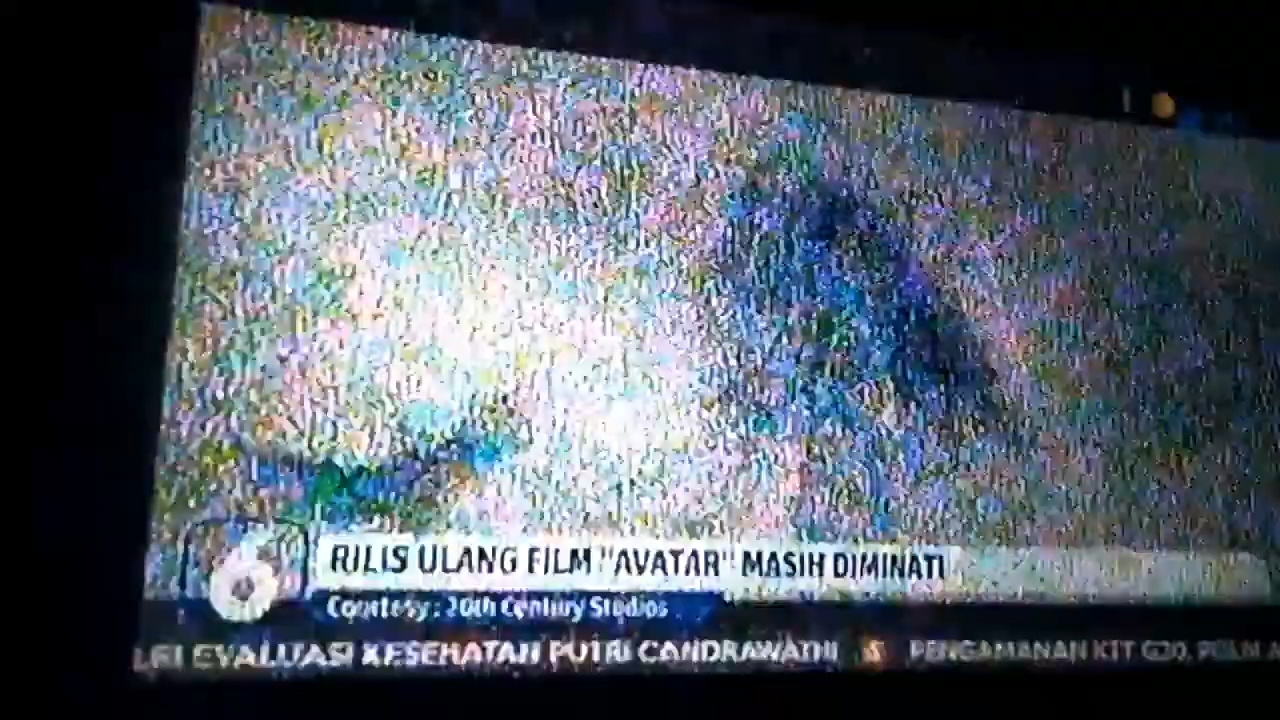 RILIS ULANG FILM "AVATAR" MASIH DIMINATI
Courtesy : 20th Century Studios
EVALUASI KESEHATAN PUTRI CANDRAWATHI PENGAMANAN KTT G20,